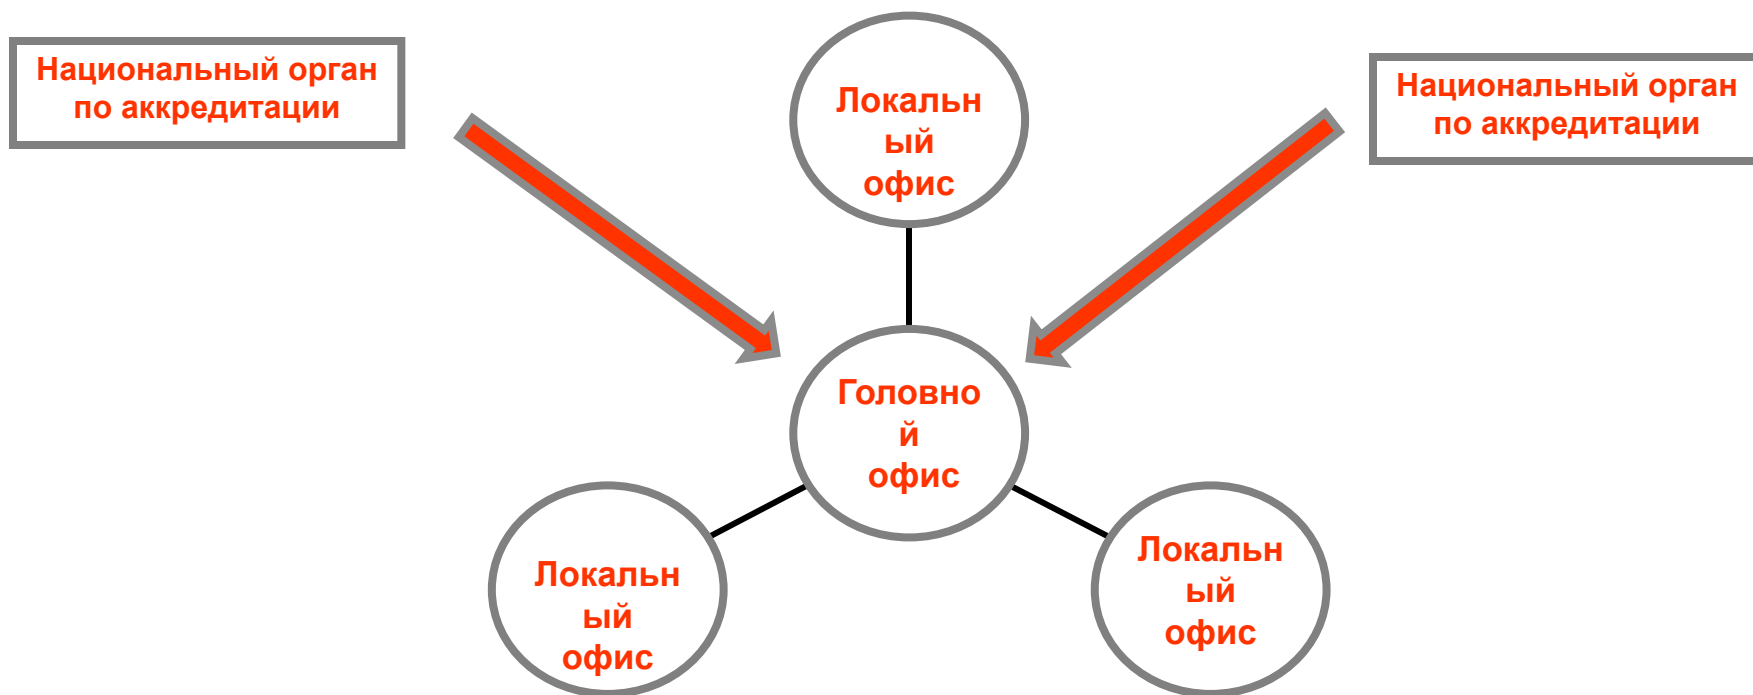 Национальный орган
по аккредитации
Локальн
ый
офис
Национальный орган
по аккредитации
Головно
й
офис
Локальн
ый
офис
Локальн
ый
офис